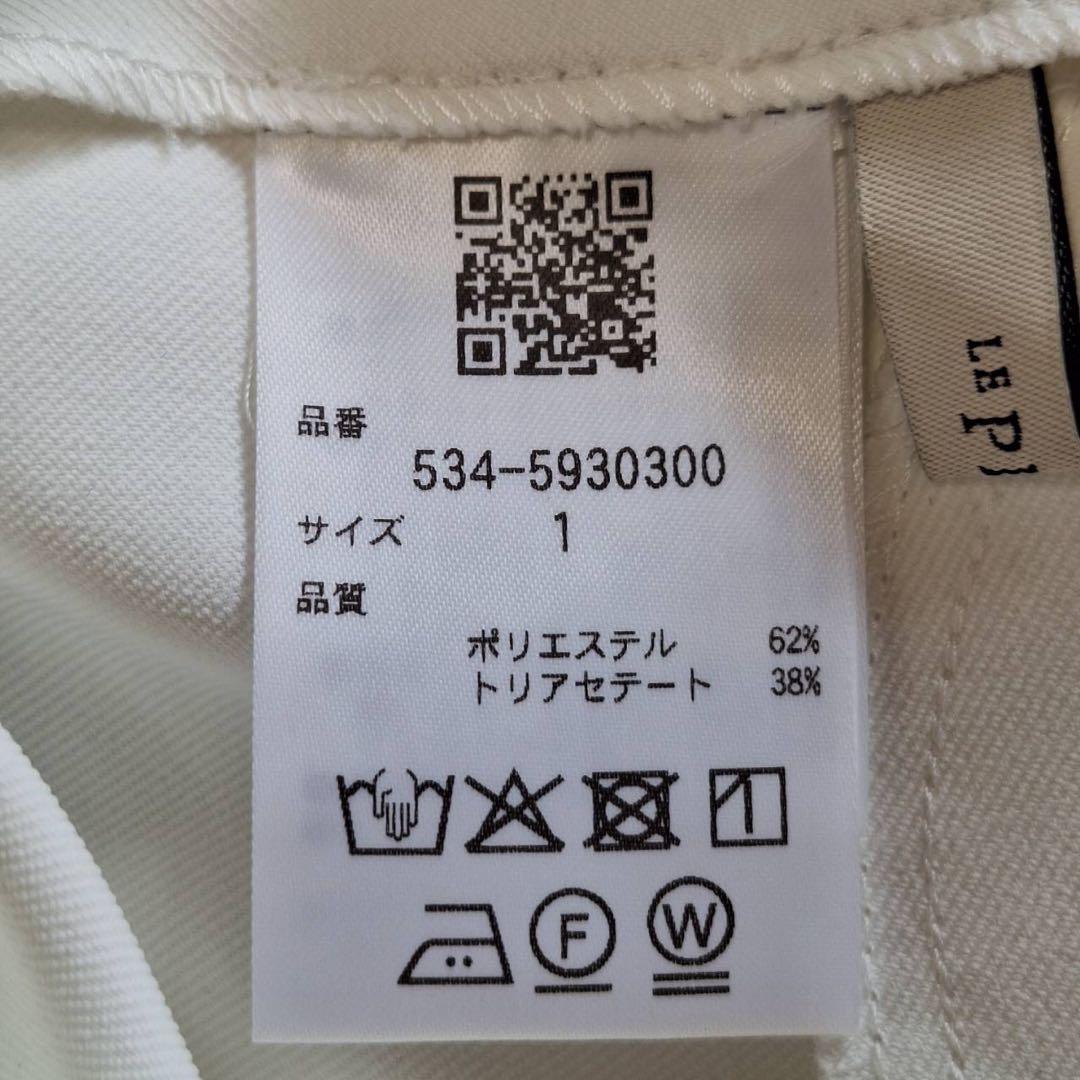 品番
534-5930300
サイズ 1
品質
ポリエステル 62%
トリアセテート 38%
F W
LE
P